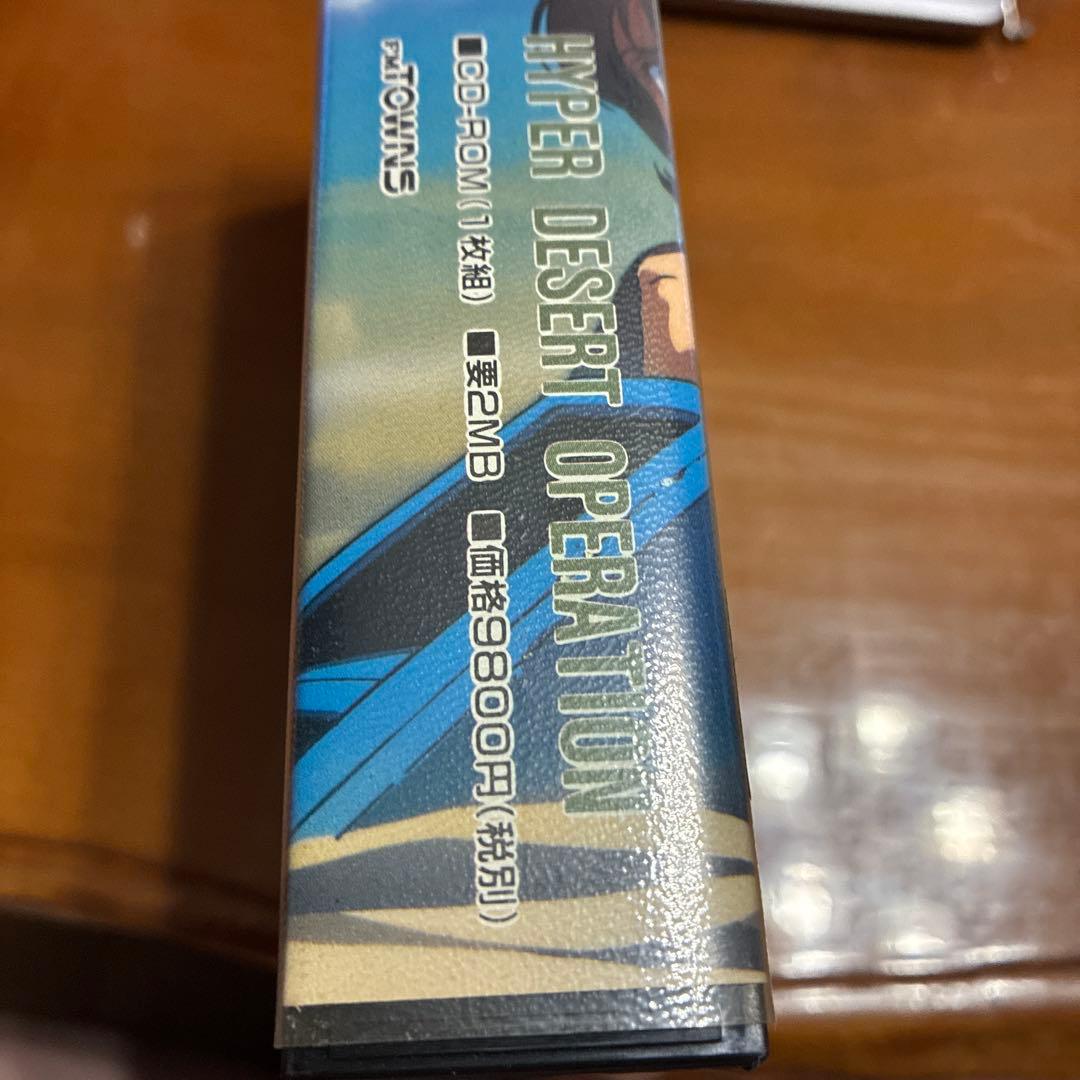 HYPER DESERT OPERATION
■CD-ROM(1枚組) ■要2MB ■価格9800円(税別)
FM TOWNS